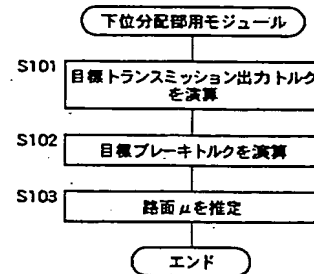 下位分配部用モジュール
S101
目標トランスミッション出力トルク
を演算
S102
目標ブレーキトルクを演算
S103
路面μを推定
エンド